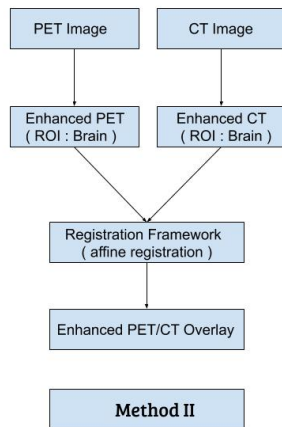 PET Image
CT Image
Enhanced PET
( ROI : Brain )
Enhanced CT
( ROI : Brain )
Registration Framework
( affine registration )
Enhanced PET/CT Overlay
Method II